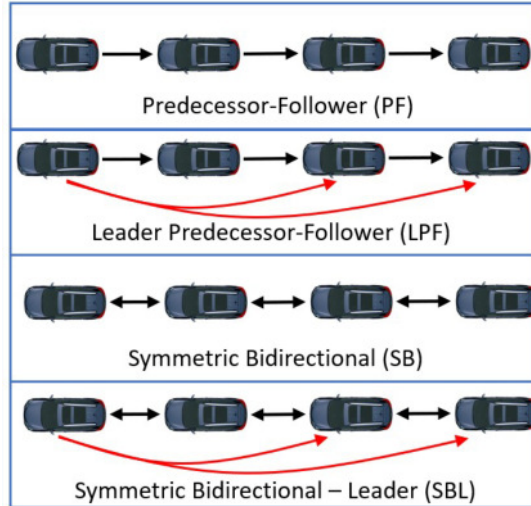 Predecessor-Follower (PF)
Leader Predecessor-Follower (LPF)
Symmetric Bidirectional (SB)
Symmetric Bidirectional – Leader (SBL)